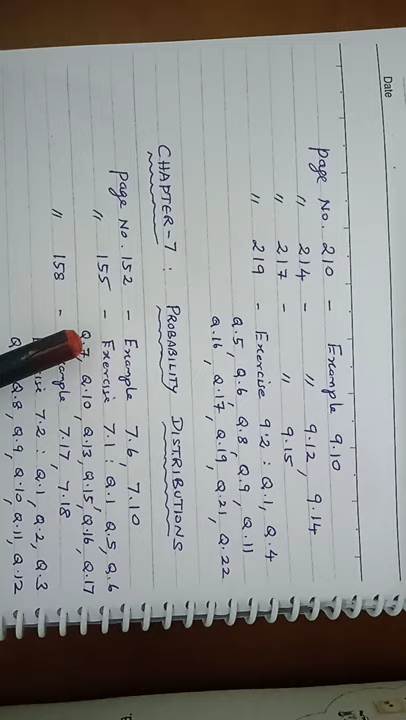 Date
Page No. 210 - Example 9.10
" 214 - " 9.12, 9.14
" 217 - " 9.15
" 219 - Exercise 9.2 : Q.1, Q.4
Q.5, Q.6, Q.8, Q.9, Q.11
Q.16, Q.17, Q.19, Q.21, Q.22
CHAPTER-7 : PROBABILITY DISTRIBUTIONS
Page No. 152 - Example 7.6, 7.10
" 155 - Exercise 7.1 : Q.1, Q.5, Q.6
Q.7, Q.10, Q.13, Q.15, Q.16, Q.17
" 158 - Example 7.17, 7.18
7.2 : Q.1, Q.2, Q.3
Q.8, Q.9, Q.10, Q.11, Q.12